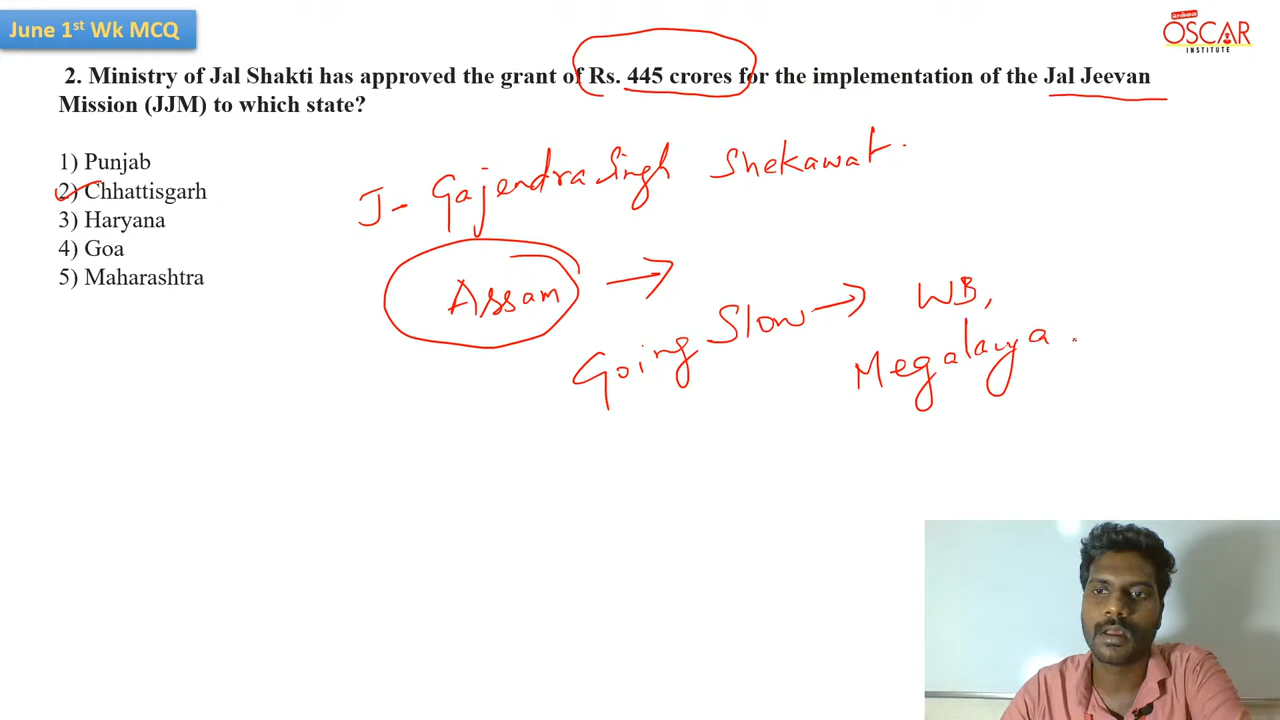 June 1st Wk MCQ
OSCAR
INSTITUTE
2. Ministry of Jal Shakti has approved the grant of Rs. 445 crores for the implementation of the Jal Jeevan
Mission (JJM) to which state?
1) Punjab
2) Chhattisgarh
3) Haryana
4) Goa
5) Maharashtra
J- Gajendra Singh Shekawat.
Assam →
Going Slow → WB,
Megalaya.